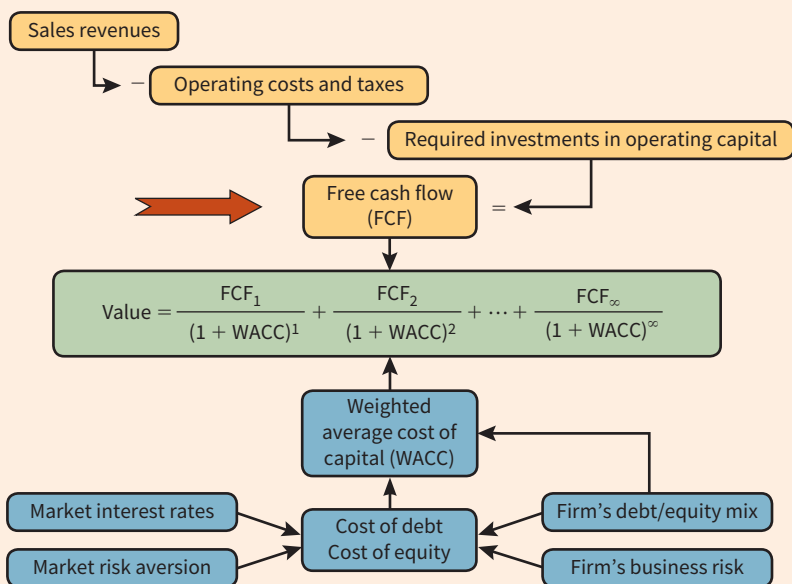 Sales revenues
− Operating costs and taxes
− Required investments in operating capital
Free cash flow
(FCF)
=
Value = FCF₁ / (1 + WACC)¹ + FCF₂ / (1 + WACC)² + ⋯ + FCF∞ / (1 + WACC)^∞
Weighted
average cost of
capital (WACC)
Market interest rates
Cost of debt
Cost of equity
Firm’s debt/equity mix
Market risk aversion
Firm’s business risk